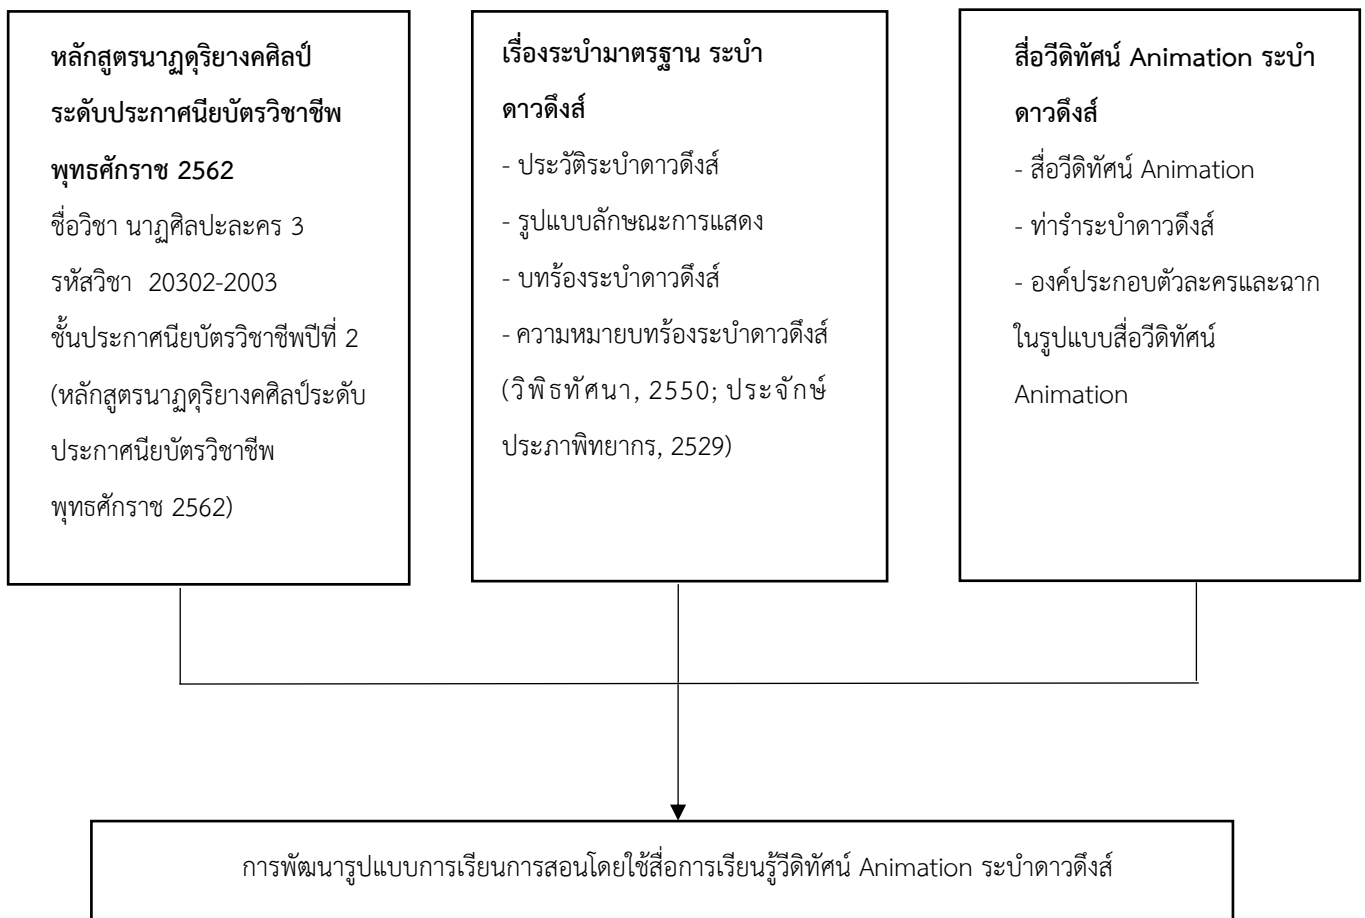 หลักสูตรนาฏดุริยางคศิลป์
ระดับประกาศนียบัตรวิชาชีพ
พุทธศักราช 2562
ชื่อวิชา นาฏศิลปะละคร 3
รหัสวิชา 20302-2003
ชั้นประกาศนียบัตรวิชาชีพปีที่ 2
(หลักสูตรนาฏดุริยางคศิลป์ระดับ
ประกาศนียบัตรวิชาชีพ
พุทธศักราช 2562)
เรื่องระบำมาตรฐาน ระบำ
ดาวดึงส์
- ประวัติระบำดาวดึงส์
- รูปแบบลักษณะการแสดง
- บทร้องระบำดาวดึงส์
- ความหมายบทร้องระบำดาวดึงส์
(วิพิธทัศนา, 2550; ประจักษ์
ประภาพิทยากร, 2529)
สื่อวีดิทัศน์ Animation ระบำ
ดาวดึงส์
- สื่อวีดิทัศน์ Animation
- ท่ารำระบำดาวดึงส์
- องค์ประกอบตัวละครและฉาก
ในรูปแบบสื่อวีดิทัศน์
Animation
การพัฒนารูปแบบการเรียนการสอนโดยใช้สื่อการเรียนรู้วีดิทัศน์ Animation ระบำดาวดึงส์